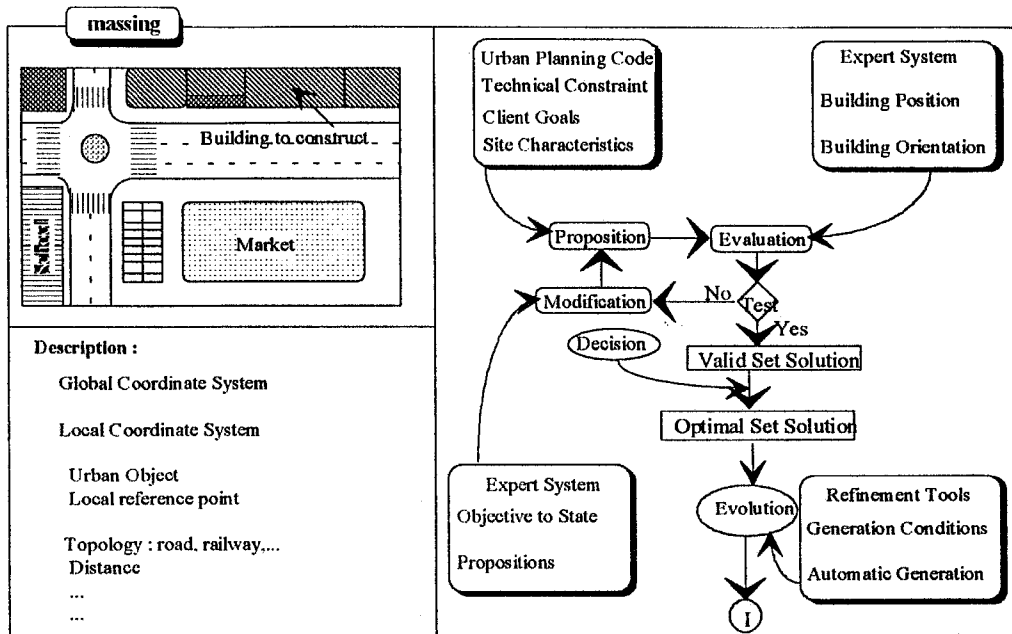 massing
Building to construct
Market
Description :
Global Coordinate System
Local Coordinate System
Urban Object
Local reference point
Topology : road, railway,...
Distance
...
...
Urban Planning Code
Technical Constraint
Client Goals
Site Characteristics
Expert System
Building Position
Building Orientation
Proposition
Evaluation
Modification
No
Test
Yes
Decision
Valid Set Solution
Optimal Set Solution
Expert System
Objective to State
Propositions
Evolution
Refinement Tools
Generation Conditions
Automatic Generation
I